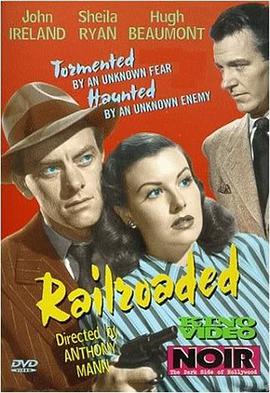 JOHN IRELAND
SHEILA RYAN
HUGH BEAUMONT
Tormented
BY AN UNKNOWN FEAR
Haunted
BY AN UNKNOWN ENEMY
Railroaded
Directed by
ANTHONY
MANN
KINO
VIDEO
NOIR
The Dark Side of Hollywood
DVD
VIDEO